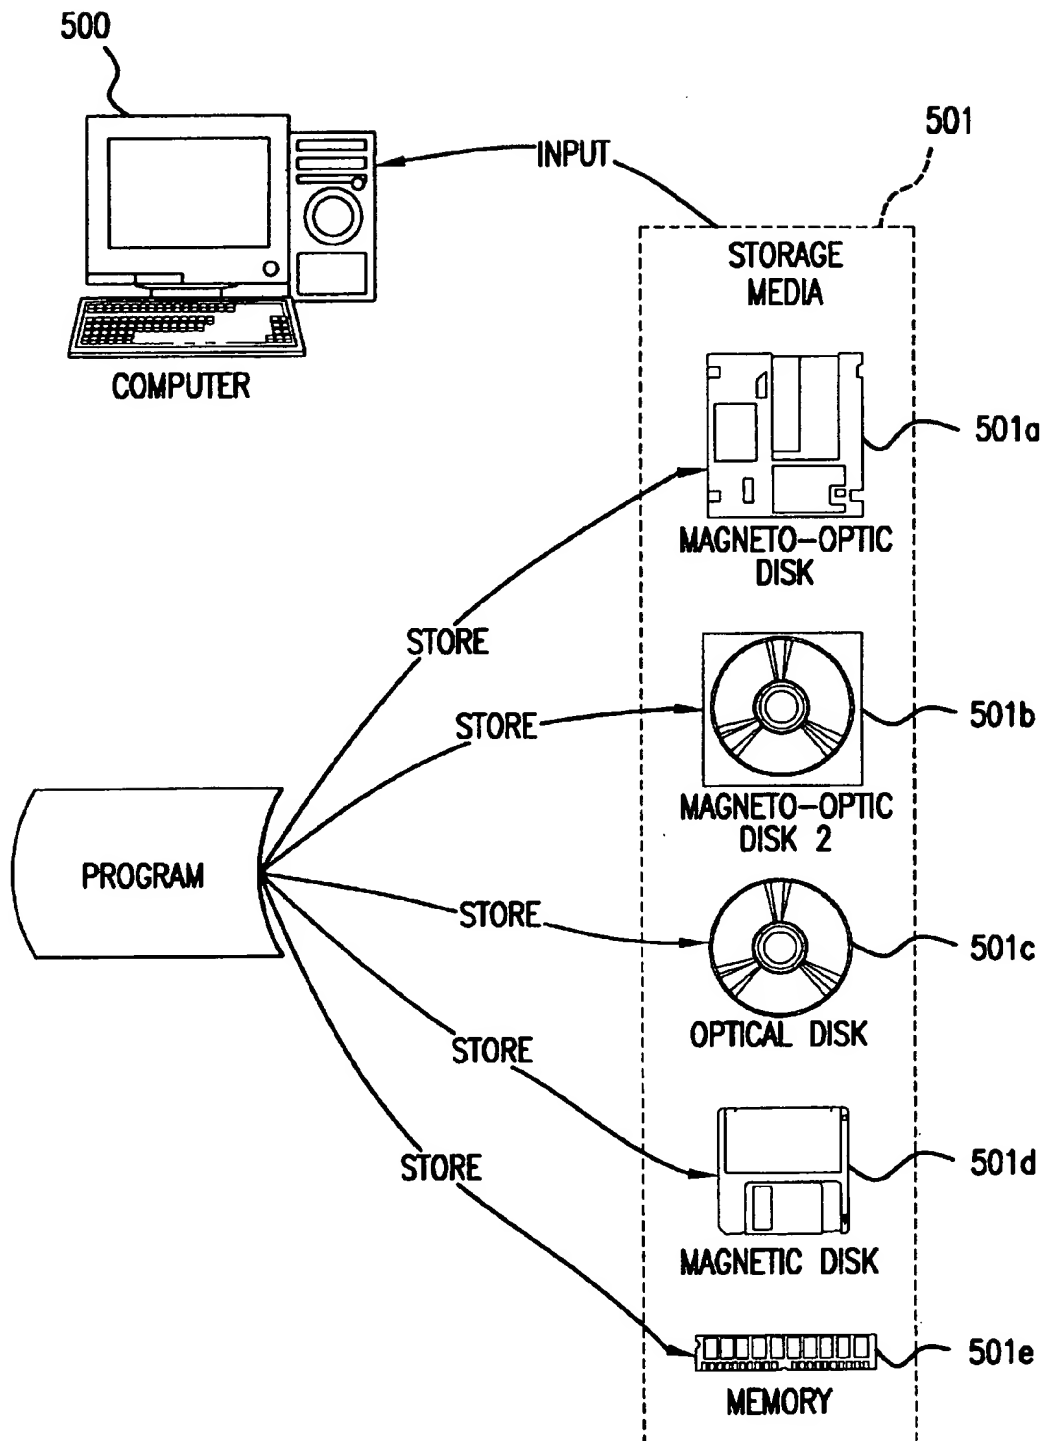 500
501
INPUT
STORAGE
MEDIA
COMPUTER
501a
MAGNETO-OPTIC
DISK
STORE
501b
STORE
MAGNETO-OPTIC
DISK 2
PROGRAM
STORE
501c
OPTICAL DISK
STORE
501d
STORE
MAGNETIC DISK
501e
MEMORY